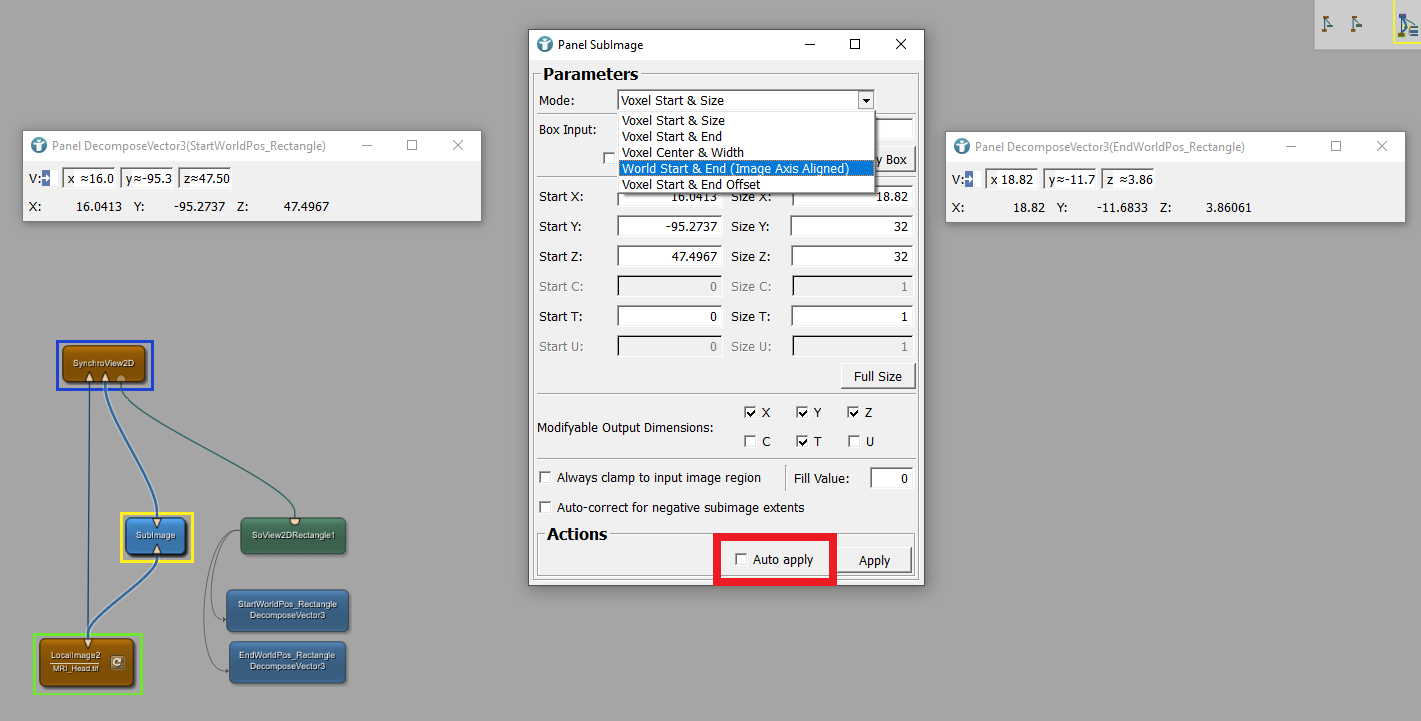 Panel SubImage
Parameters
Mode: Voxel Start & Size
Voxel Start & Size
Voxel Start & End
Voxel Center & Width
World Start & End (Image Axis Aligned)
Voxel Start & End Offset
Box Input:
y Box
Start X: 16.0413 Size X: 18.82
Start Y: -95.2737 Size Y: 32
Start Z: 47.4967 Size Z: 32
Start C: 0 Size C: 1
Start T: 0 Size T: 1
Start U: 0 Size U: 1
Full Size
Modifyable Output Dimensions: X Y Z
C T U
Always clamp to input image region Fill Value: 0
Auto-correct for negative subimage extents
Actions
Auto apply Apply
Panel DecomposeVector3(StartWorldPos_Rectangle)
V: x ≈16.0 y≈-95.3 z≈47.50
X: 16.0413 Y: -95.2737 Z: 47.4967
Panel DecomposeVector3(EndWorldPos_Rectangle)
V: x 18.82 y≈-11.7 z ≈3.86
X: 18.82 Y: -11.6833 Z: 3.86061
SynchroView2D
SubImage
SoView2DRectangle1
StartWorldPos_Rectangle
DecomposeVector3
EndWorldPos_Rectangle
DecomposeVector3
LocalImage2
MRI_Head.tif